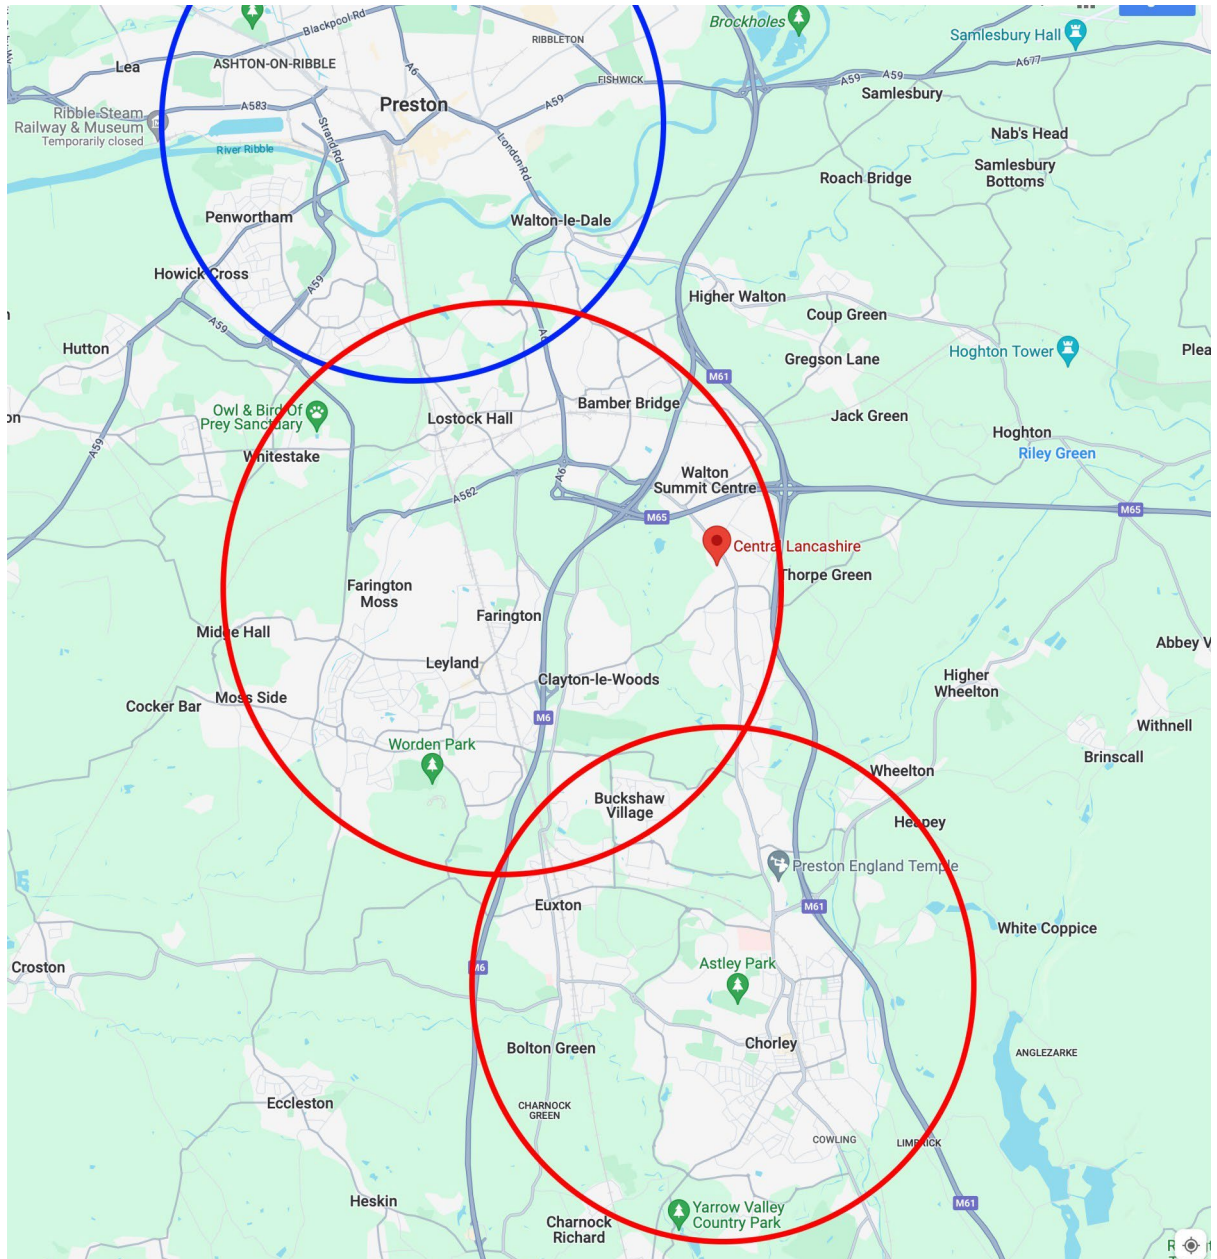 Blackpool Rd
Brockholes
RIBBLETON
Samlesbury Hall
Lea
ASHTON-ON-RIBBLE
A6
A677
FISHWICK
A59
A59
Samlesbury
A583
Preston
A59
Ribble Steam
Railway & Museum
Temporarily closed
Strand Rd
London Rd
Nab's Head
River Ribble
Samlesbury
Bottoms
Roach Bridge
Penwortham
Walton-le-Dale
Howick Cross
A59
A59
Higher Walton
Coup Green
Hutton
Gregson Lane
Hoghton Tower
M61
Owl & Bird Of
Prey Sanctuary
Lostock Hall
Bamber Bridge
Jack Green
A59
Whitestake
Hoghton
Riley Green
A6
Walton
Summit Centre
A582
M65
M65
Central Lancashire
Thorpe Green
Farington
Moss
Farington
Midge Hall
Leyland
Clayton-le-Woods
Higher
Wheelton
Moss Side
Cocker Bar
M6
Withnell
Worden Park
Brinscall
Wheelton
Buckshaw
Village
Heapey
Preston England Temple
Euxton
M61
White Coppice
Croston
M6
Astley Park
Bolton Green
Chorley
ANGLEZARKE
Eccleston
CHARNOCK
GREEN
COWLING
LIMBRICK
Heskin
M61
Yarrow Valley
Country Park
Charnock
Richard